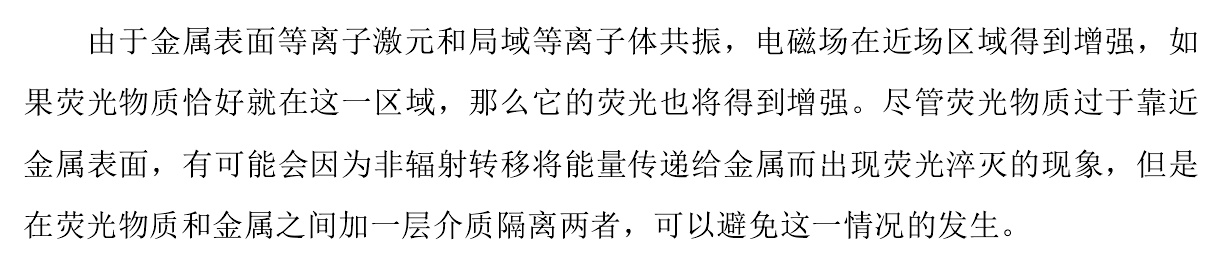 由于金属表面等离子激元和局域等离子体共振，电磁场在近场区域得到增强，如
果荧光物质恰好就在这一区域，那么它的荧光也将得到增强。尽管荧光物质过于靠近
金属表面，有可能会因为非辐射转移将能量传递给金属而出现荧光淬灭的现象，但是
在荧光物质和金属之间加一层介质隔离两者，可以避免这一情况的发生。